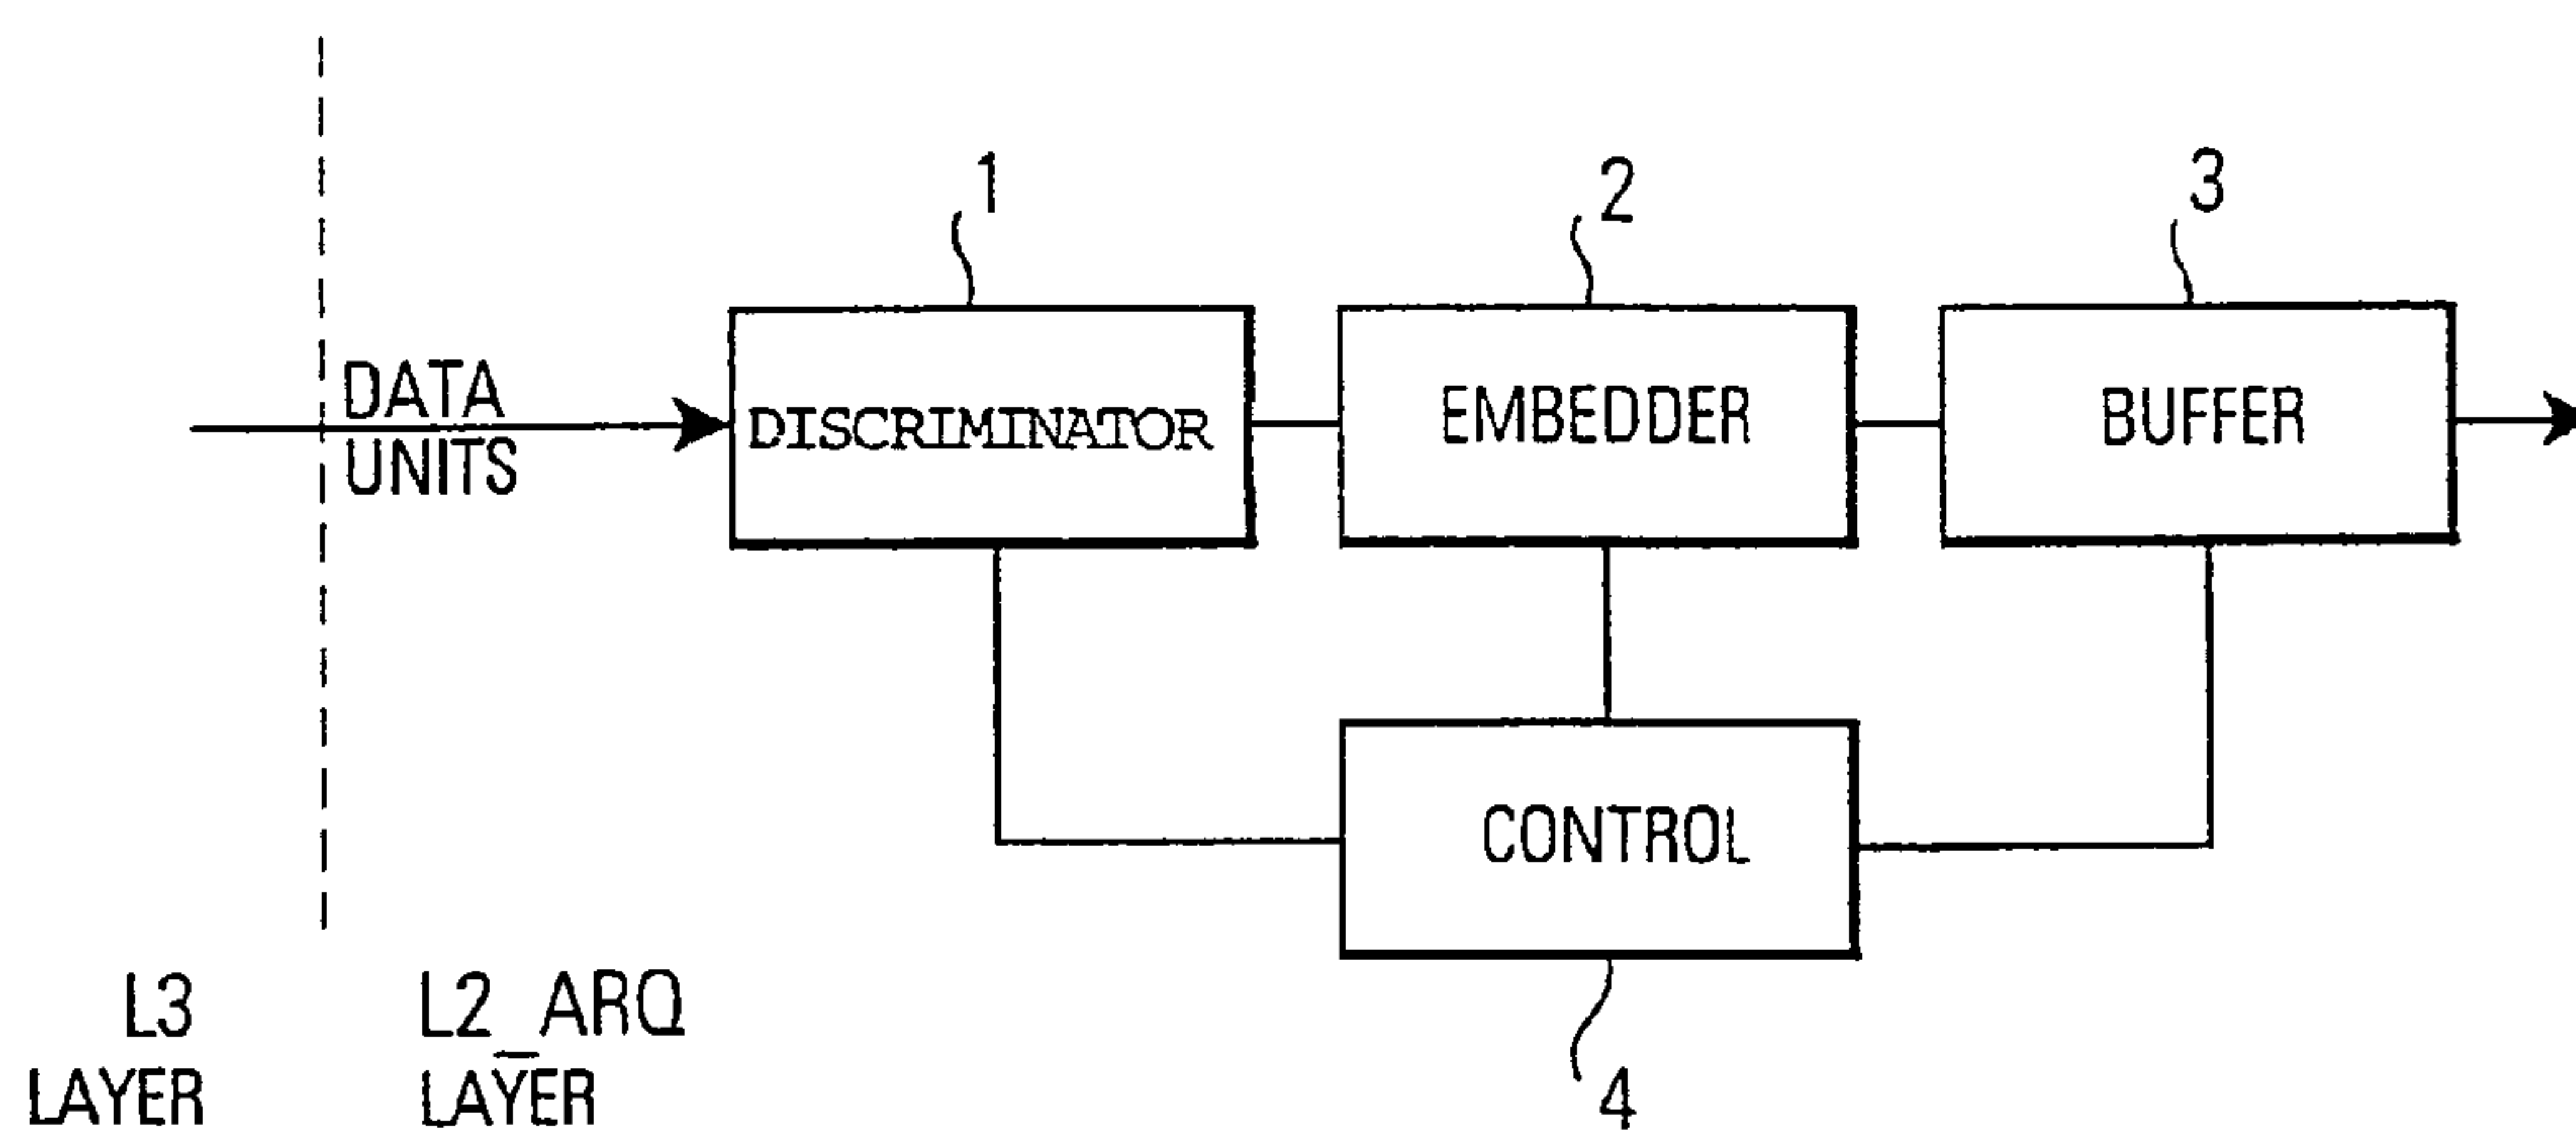 1
2
3
DATA
UNITS
DISCRIMINATOR
EMBEDDER
BUFFER
CONTROL
4
L3
LAYER
L2_ARQ
LAYER